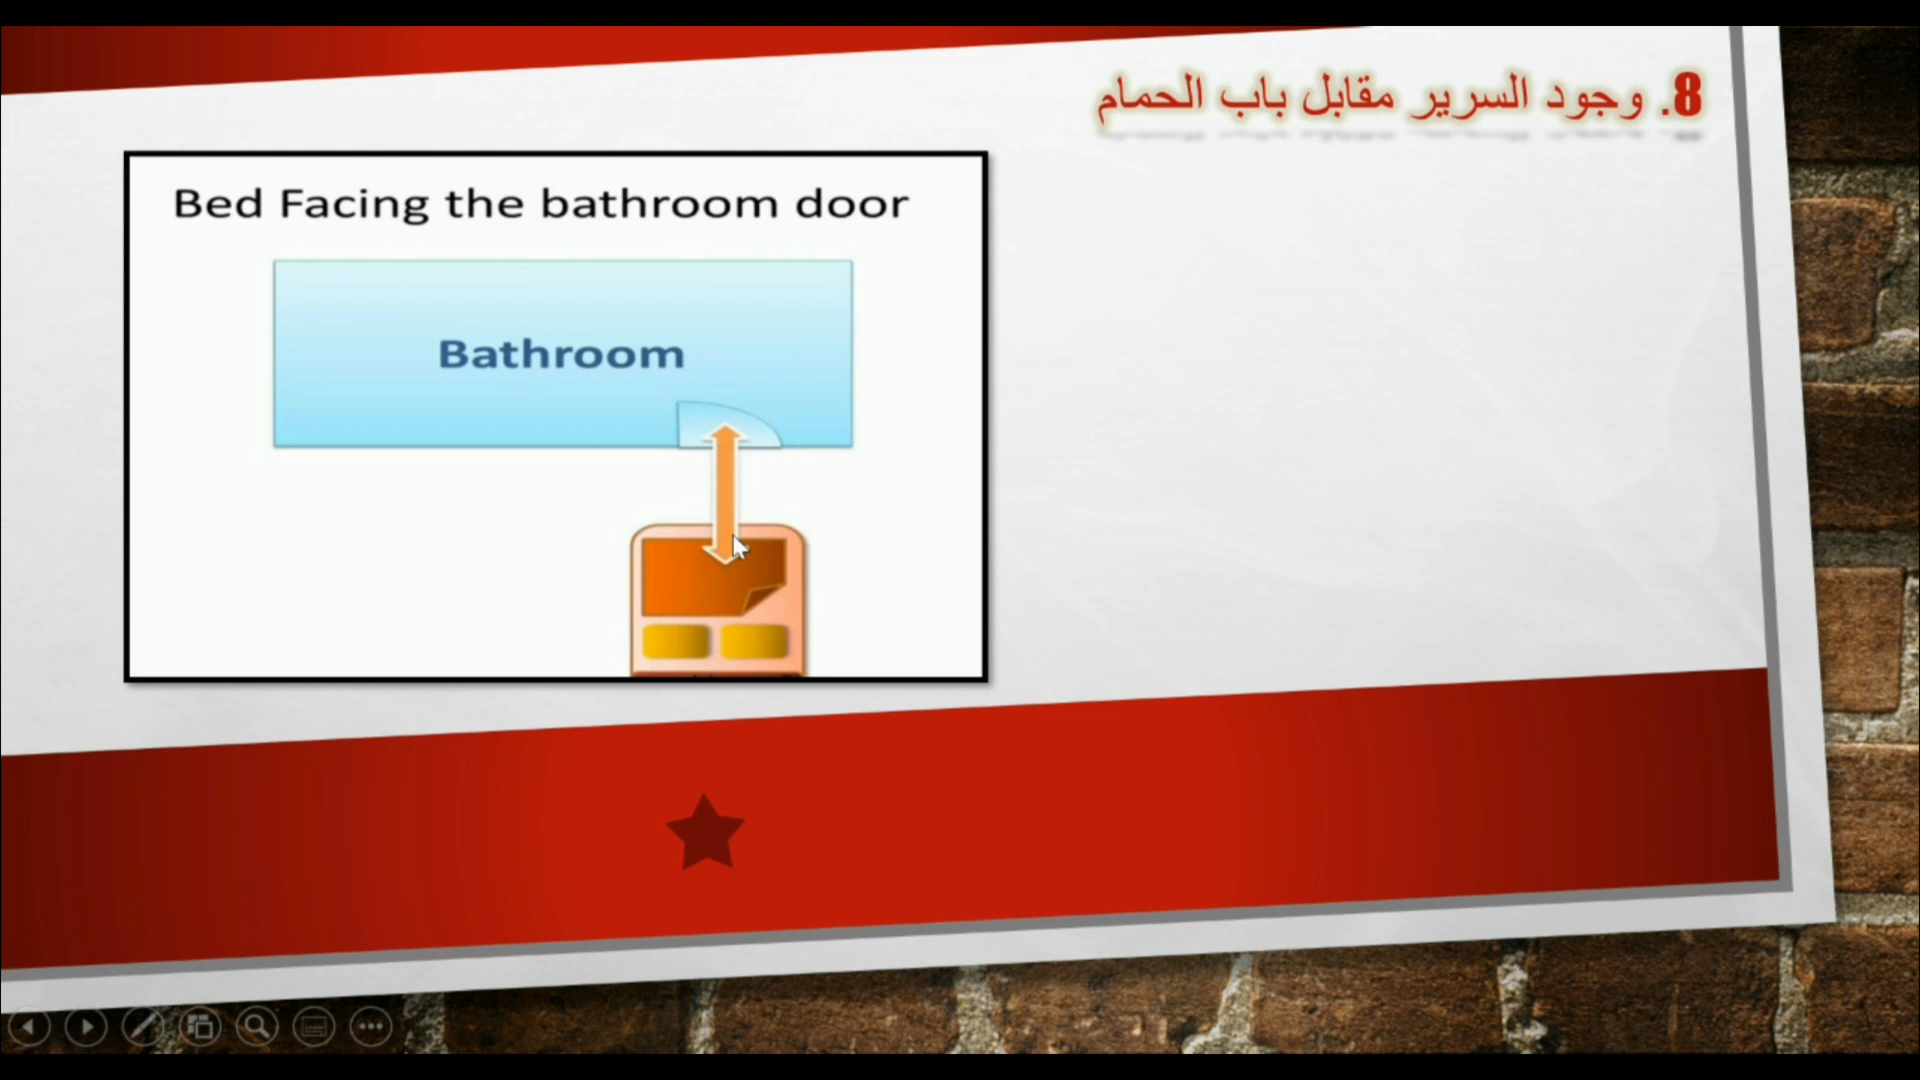 8. وجود السرير مقابل باب الحمام
Bed Facing the bathroom door
Bathroom